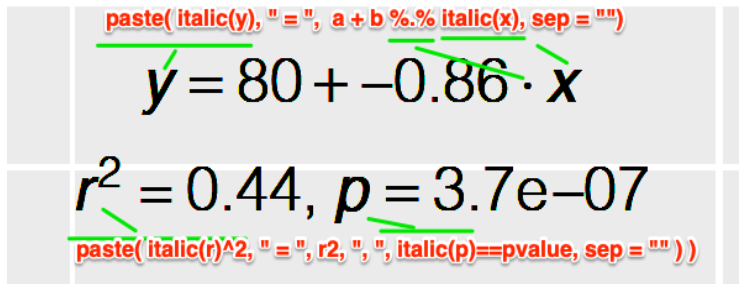 paste( italic(y), " = ",  a + b %.% italic(x), sep = "")
y = 80 + −0.86 · x
r² = 0.44, p = 3.7e−07
paste( italic(r)^2, " = ", r2, ", ", italic(p)==pvalue, sep = "" ) )